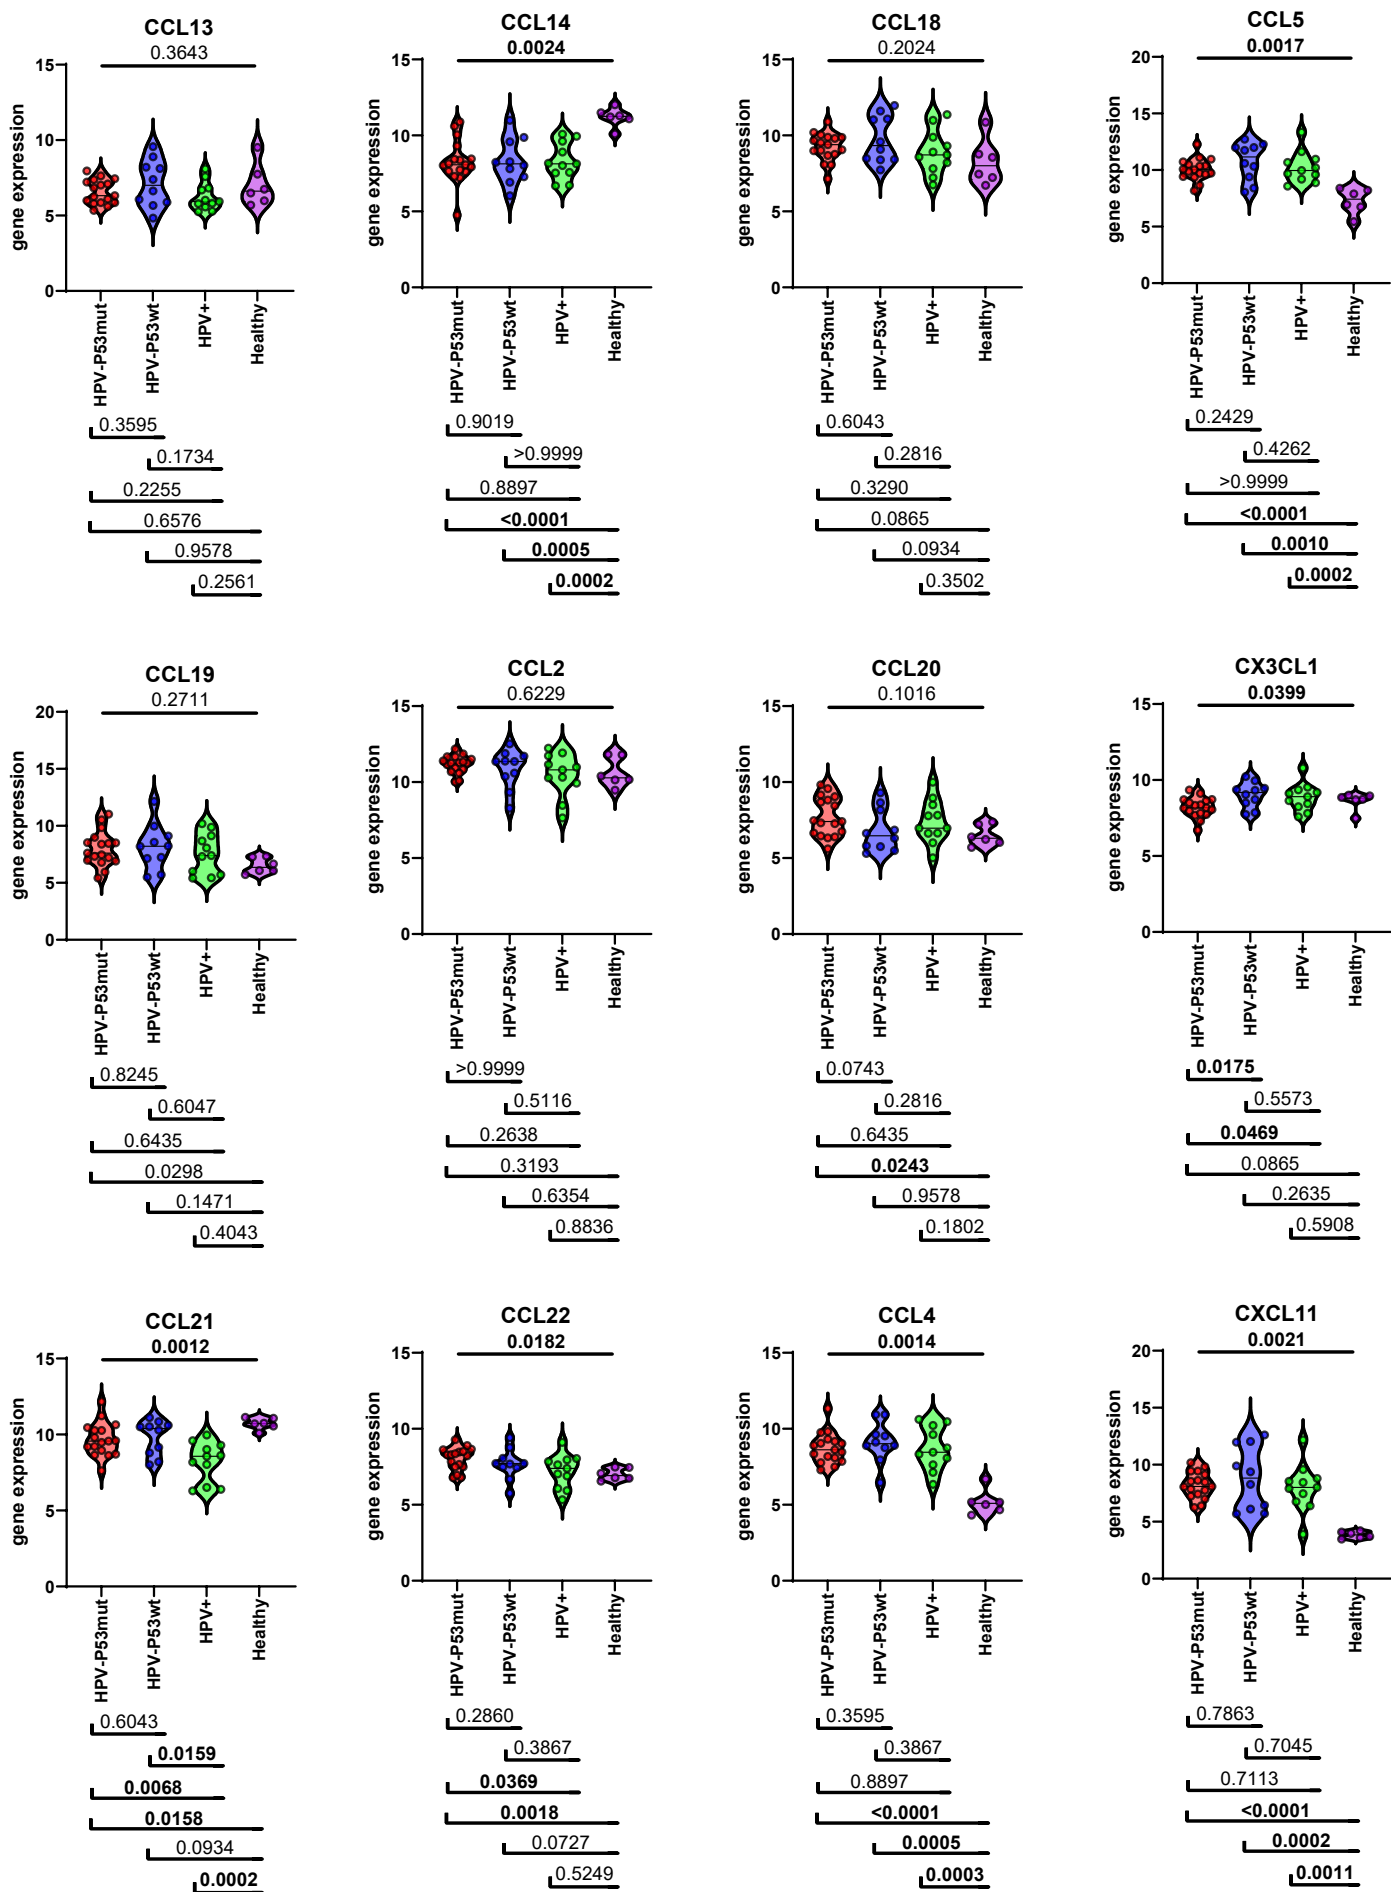 CCL13
0.3643
15
10
5
0
gene expression
HPV-P53mut
HPV-P53wt
HPV+
Healthy
0.3595
0.1734
0.2255
0.6576
0.9578
0.2561
CCL14
0.0024
15
10
5
0
gene expression
HPV-P53mut
HPV-P53wt
HPV+
Healthy
0.9019
>0.9999
0.8897
<0.0001
0.0005
0.0002
CCL18
0.2024
15
10
5
0
gene expression
HPV-P53mut
HPV-P53wt
HPV+
Healthy
0.6043
0.2816
0.3290
0.0865
0.0934
0.3502
CCL5
0.0017
20
15
10
5
0
gene expression
HPV-P53mut
HPV-P53wt
HPV+
Healthy
0.2429
0.4262
>0.9999
<0.0001
0.0010
0.0002
CCL19
0.2711
20
15
10
5
0
gene expression
HPV-P53mut
HPV-P53wt
HPV+
Healthy
0.8245
0.6047
0.6435
0.0298
0.1471
0.4043
CCL2
0.6229
15
10
5
0
gene expression
HPV-P53mut
HPV-P53wt
HPV+
Healthy
>0.9999
0.5116
0.2638
0.3193
0.6354
0.8836
CCL20
0.1016
15
10
5
0
gene expression
HPV-P53mut
HPV-P53wt
HPV+
Healthy
0.0743
0.2816
0.6435
0.0243
0.9578
0.1802
CX3CL1
0.0399
15
10
5
0
gene expression
HPV-P53mut
HPV-P53wt
HPV+
Healthy
0.0175
0.5573
0.0469
0.0865
0.2635
0.5908
CCL21
0.0012
15
10
5
0
gene expression
HPV-P53mut
HPV-P53wt
HPV+
Healthy
0.6043
0.0159
0.0068
0.0158
0.0934
0.0002
CCL22
0.0182
15
10
5
0
gene expression
HPV-P53mut
HPV-P53wt
HPV+
Healthy
0.2860
0.3867
0.0369
0.0018
0.0727
0.5249
CCL4
0.0014
15
10
5
0
gene expression
HPV-P53mut
HPV-P53wt
HPV+
Healthy
0.3595
0.3867
0.8897
<0.0001
0.0005
0.0003
CXCL11
0.0021
20
15
10
5
0
gene expression
HPV-P53mut
HPV-P53wt
HPV+
Healthy
0.7863
0.7045
0.7113
<0.0001
0.0002
0.0011